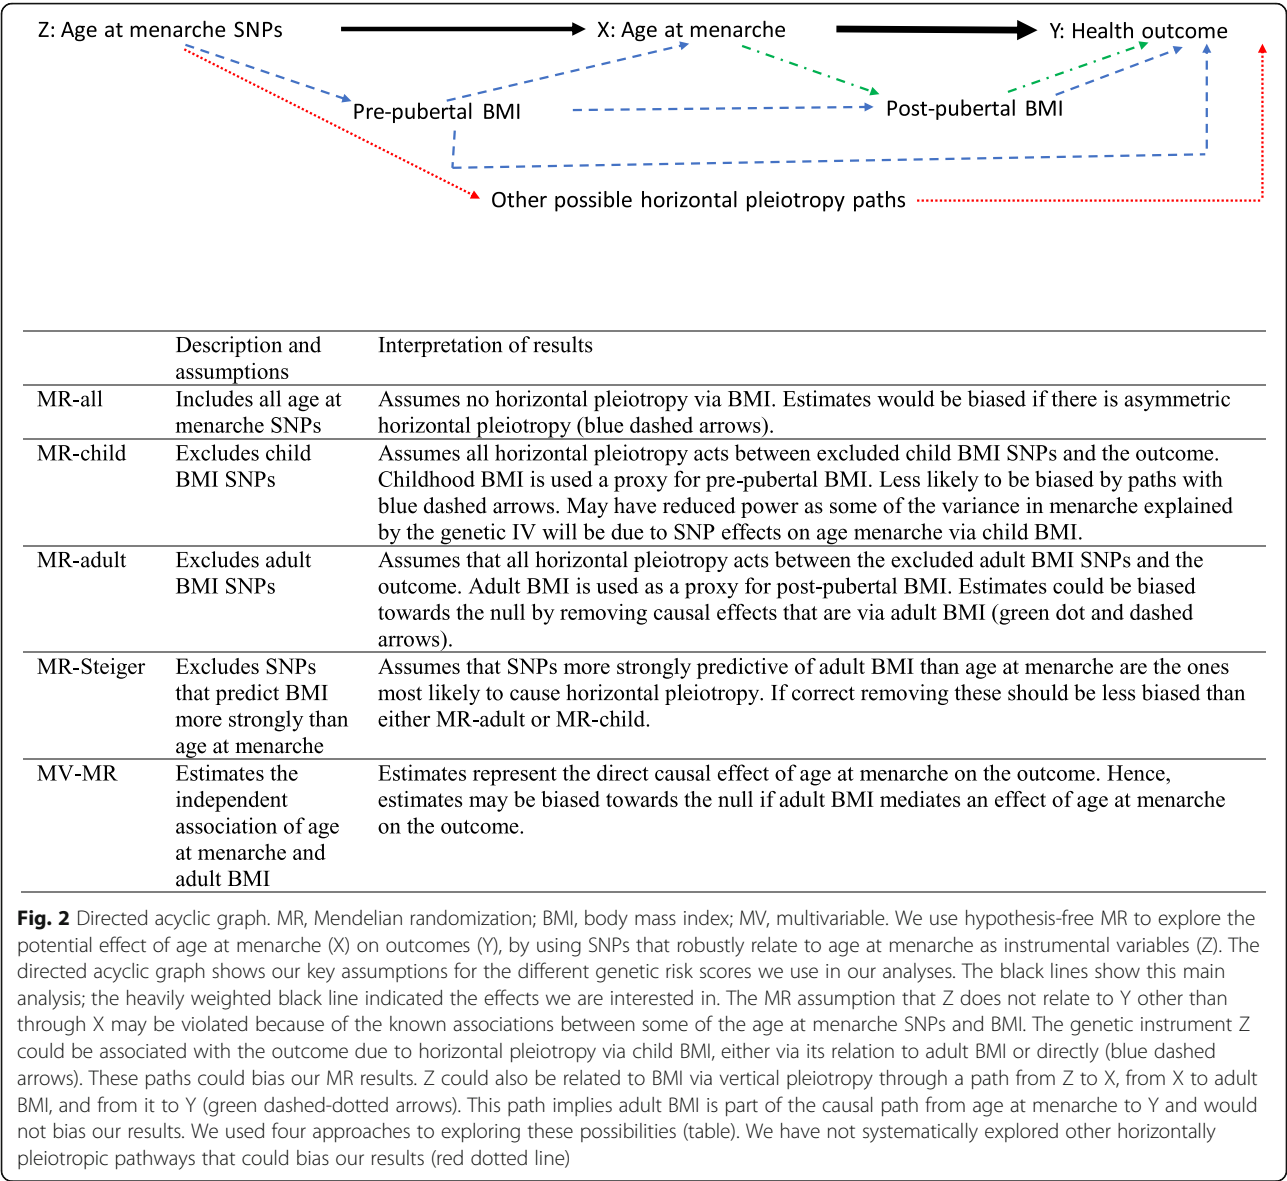 Z: Age at menarche SNPs X: Age at menarche Y: Health outcome
Pre-pubertal BMI Post-pubertal BMI
Other possible horizontal pleiotropy paths
Description and assumptions Interpretation of results
MR-all Includes all age at menarche SNPs Assumes no horizontal pleiotropy via BMI. Estimates would be biased if there is asymmetric
horizontal pleiotropy (blue dashed arrows).
MR-child Excludes child BMI SNPs Assumes all horizontal pleiotropy acts between excluded child BMI SNPs and the outcome.
Childhood BMI is used a proxy for pre-pubertal BMI. Less likely to be biased by paths with
blue dashed arrows. May have reduced power as some of the variance in menarche explained
by the genetic IV will be due to SNP effects on age menarche via child BMI.
MR-adult Excludes adult BMI SNPs Assumes that all horizontal pleiotropy acts between the excluded adult BMI SNPs and the
outcome. Adult BMI is used as a proxy for post-pubertal BMI. Estimates could be biased
towards the null by removing causal effects that are via adult BMI (green dot and dashed
arrows).
MR-Steiger Excludes SNPs that predict BMI more strongly than age at menarche Assumes that SNPs more strongly predictive of adult BMI than age at menarche are the ones
most likely to cause horizontal pleiotropy. If correct removing these should be less biased than
either MR-adult or MR-child.
MV-MR Estimates the independent association of age at menarche and adult BMI Estimates represent the direct causal effect of age at menarche on the outcome. Hence,
estimates may be biased towards the null if adult BMI mediates an effect of age at menarche
on the outcome.
Fig. 2 Directed acyclic graph. MR, Mendelian randomization; BMI, body mass index; MV, multivariable. We use hypothesis-free MR to explore the
potential effect of age at menarche (X) on outcomes (Y), by using SNPs that robustly relate to age at menarche as instrumental variables (Z). The
directed acyclic graph shows our key assumptions for the different genetic risk scores we use in our analyses. The black lines show this main
analysis; the heavily weighted black line indicated the effects we are interested in. The MR assumption that Z does not relate to Y other than
through X may be violated because of the known associations between some of the age at menarche SNPs and BMI. The genetic instrument Z
could be associated with the outcome due to horizontal pleiotropy via child BMI, either via its relation to adult BMI or directly (blue dashed
arrows). These paths could bias our MR results. Z could also be related to BMI via vertical pleiotropy through a path from Z to X, from X to adult
BMI, and from it to Y (green dashed-dotted arrows). This path implies adult BMI is part of the causal path from age at menarche to Y and would
not bias our results. We used four approaches to exploring these possibilities (table). We have not systematically explored other horizontally
pleiotropic pathways that could bias our results (red dotted line)